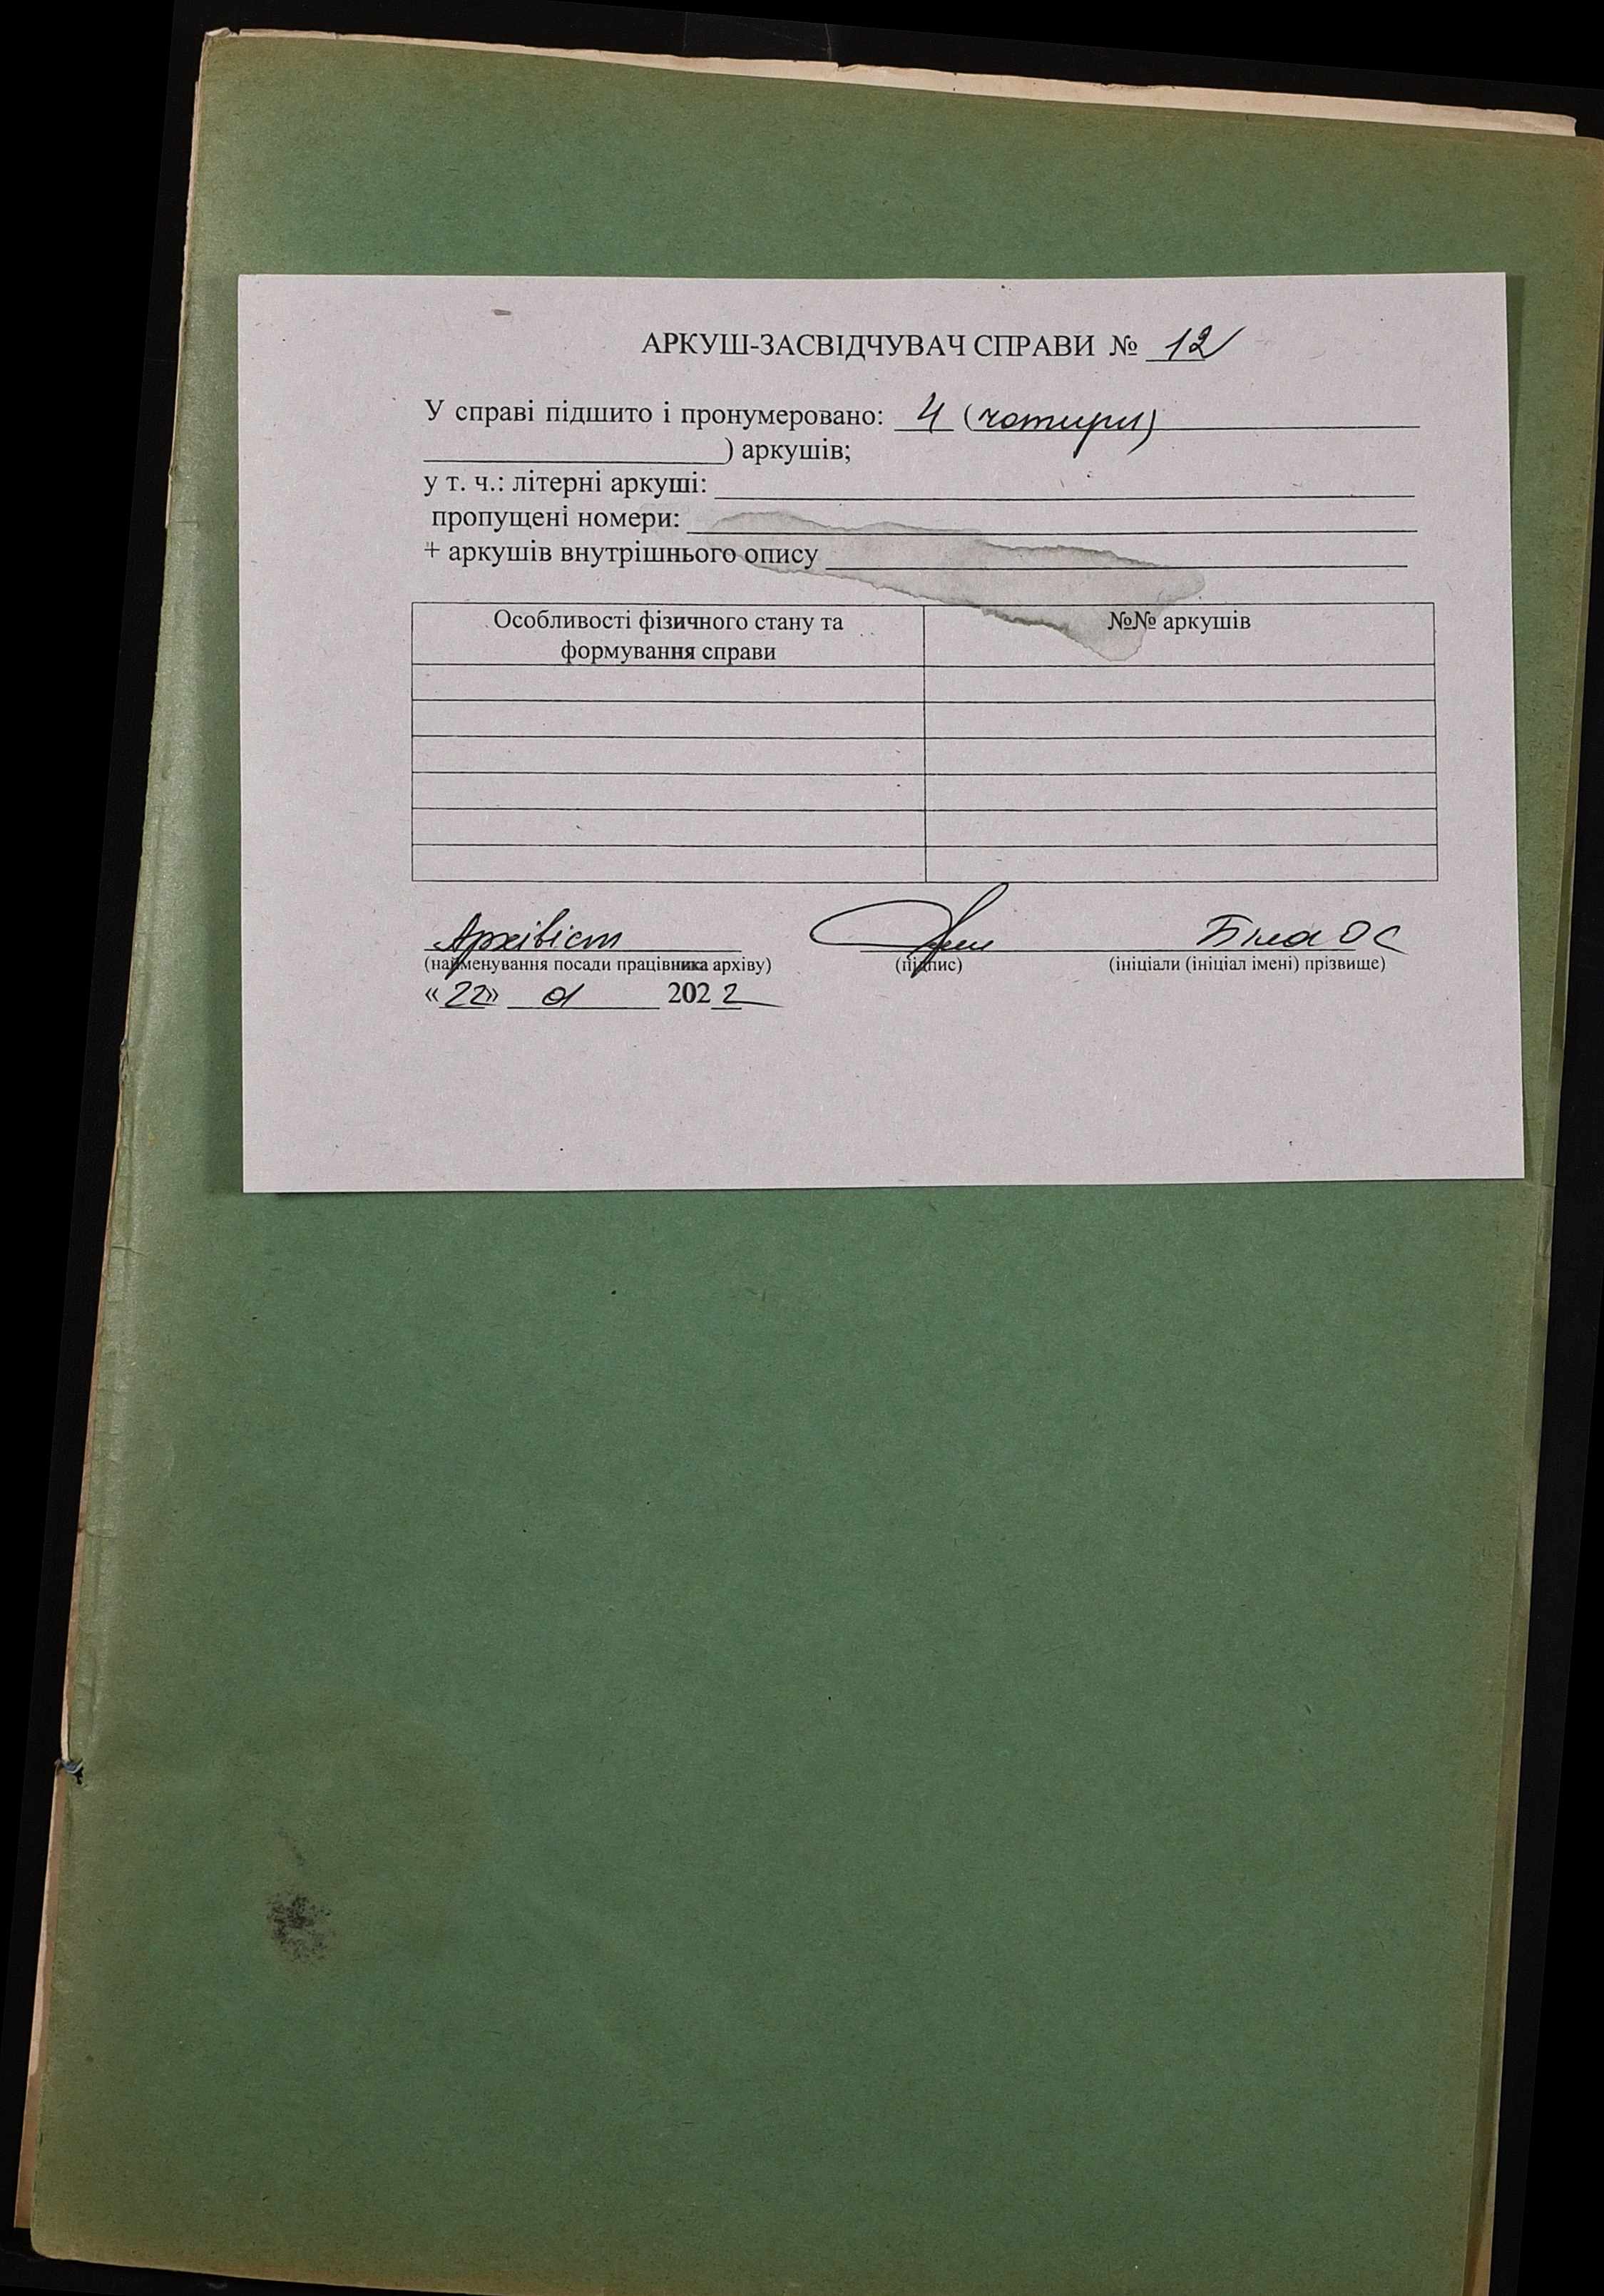 АРКУШ-ЗАСВІДЧУВАЧ СПРАВИ № 12
У справі підшито і пронумеровано: 4 (чотири)
) аркушів;
у т. ч.: літерні аркуші:
пропущені номери:
+ аркушів внутрішнього опису
Особливості фізичного стану та №№ аркушів
формування справи
Архівіст Біла ОС
(найменування посади працівника архіву) (підпис) (ініціали (ініціал імені) прізвище)
«22» 01 2022